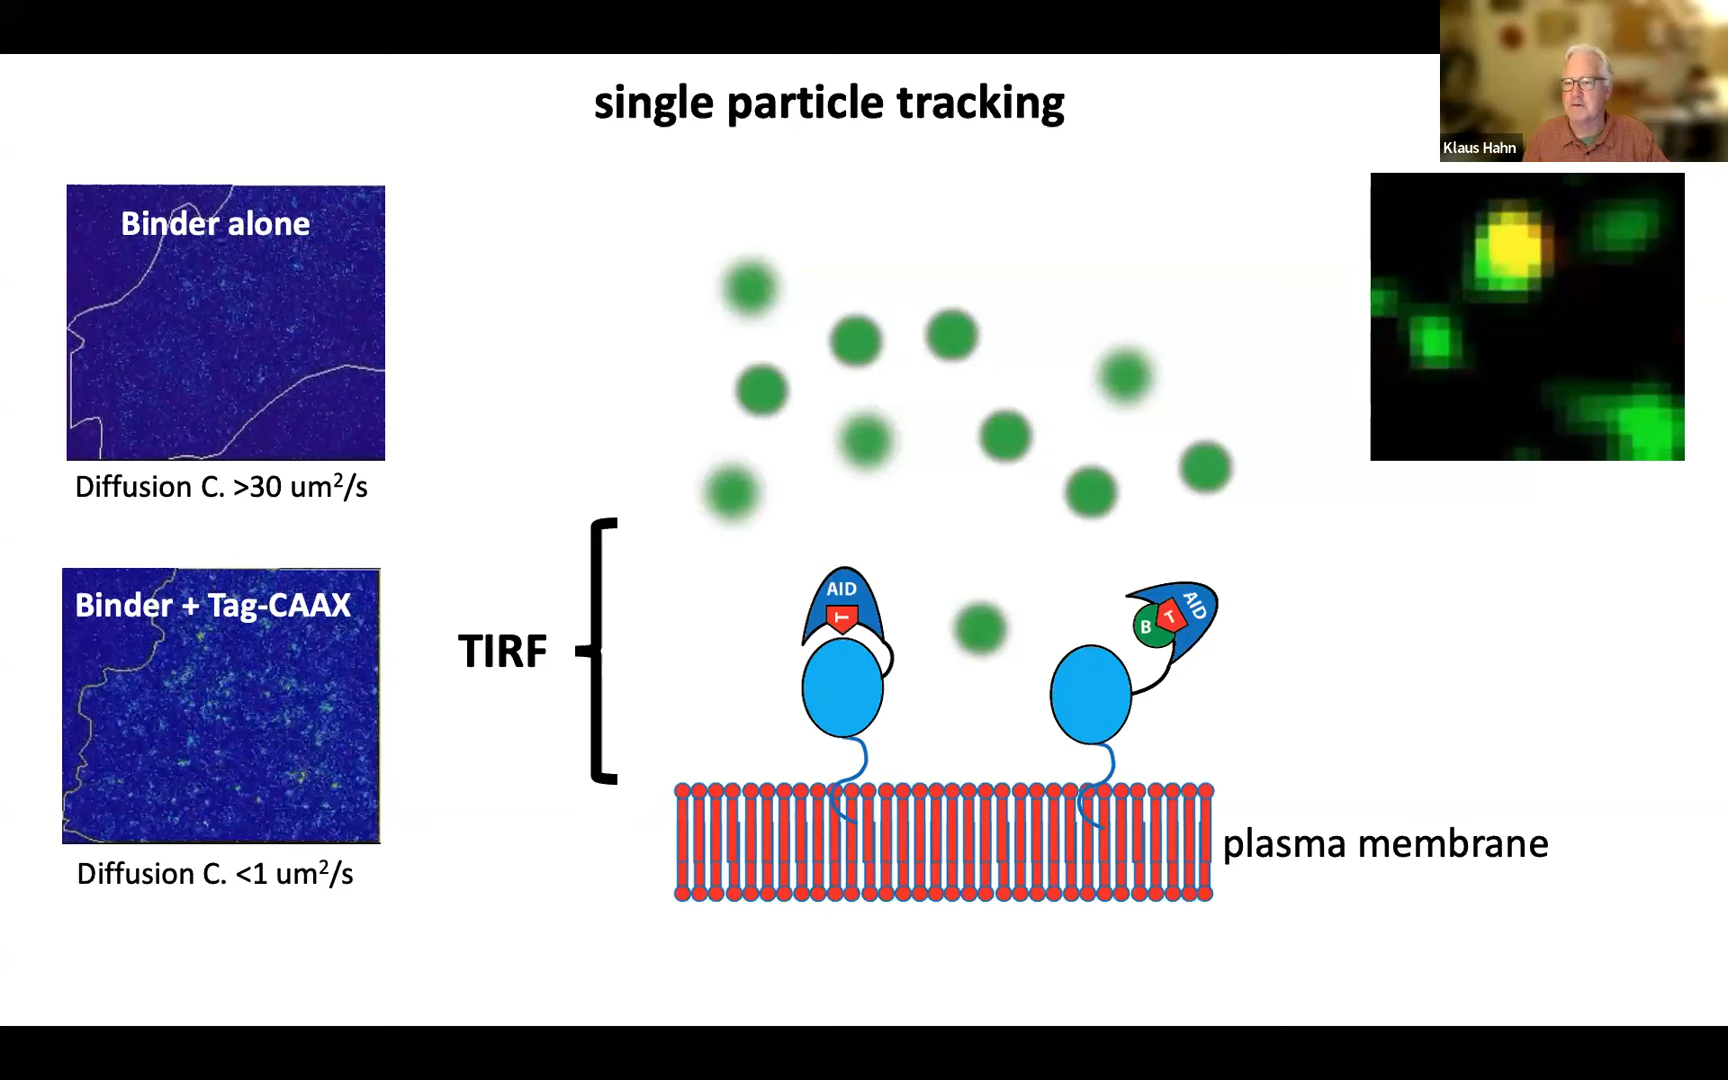 single particle tracking
Klaus Hahn
Binder alone
Diffusion C. >30 um²/s
Binder + Tag-CAAX
Diffusion C. <1 um²/s
TIRF
AID
T
B
T
AID
plasma membrane